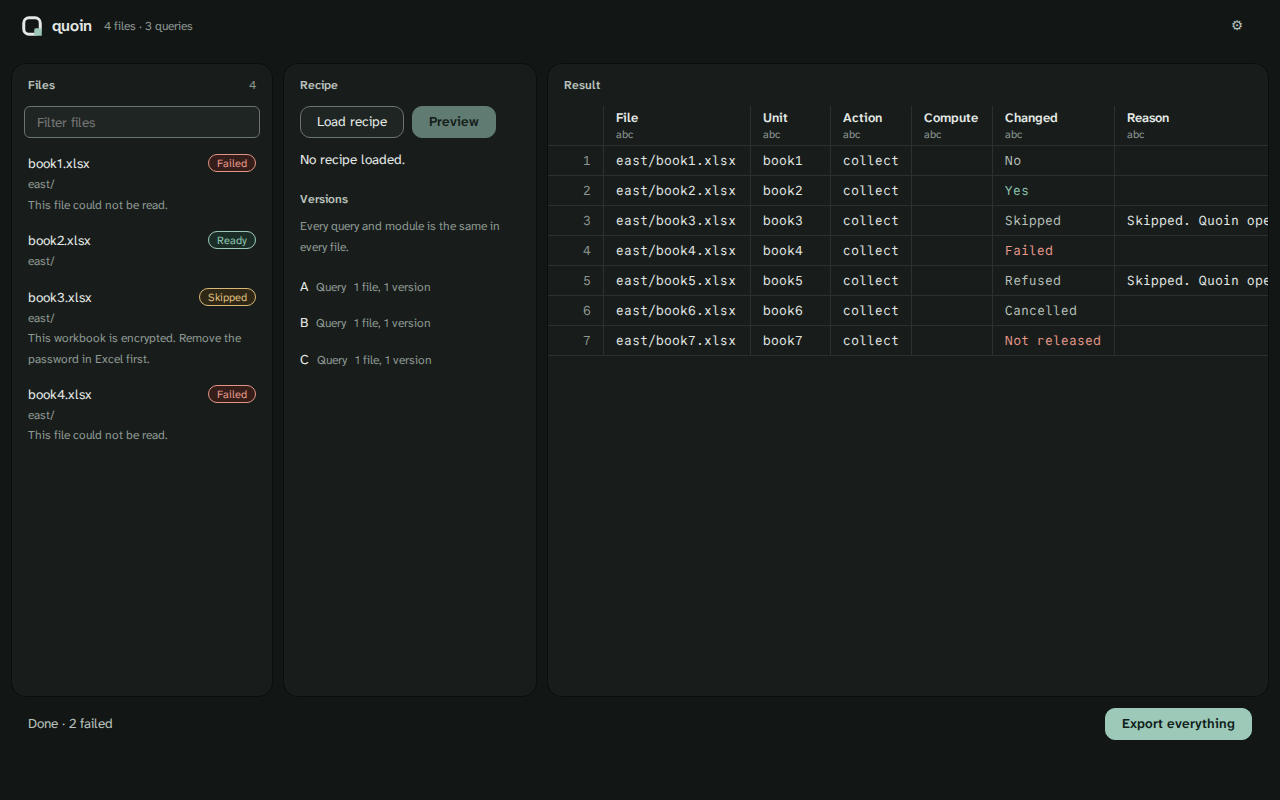 quoin 4 files · 3 queries ⚙
Files 4
Filter files
book1.xlsx Failed
east/
This file could not be read.
book2.xlsx Ready
east/
book3.xlsx Skipped
east/
This workbook is encrypted. Remove the
password in Excel first.
book4.xlsx Failed
east/
This file could not be read.
Recipe
Load recipe Preview
No recipe loaded.
Versions
Every query and module is the same in
every file.
A Query 1 file, 1 version
B Query 1 file, 1 version
C Query 1 file, 1 version
Result
File Unit Action Compute Changed Reason
abc abc abc abc abc abc
1 east/book1.xlsx book1 collect No
2 east/book2.xlsx book2 collect Yes
3 east/book3.xlsx book3 collect Skipped Skipped. Quoin ope
4 east/book4.xlsx book4 collect Failed
5 east/book5.xlsx book5 collect Refused Skipped. Quoin ope
6 east/book6.xlsx book6 collect Cancelled
7 east/book7.xlsx book7 collect Not released
Done · 2 failed Export everything